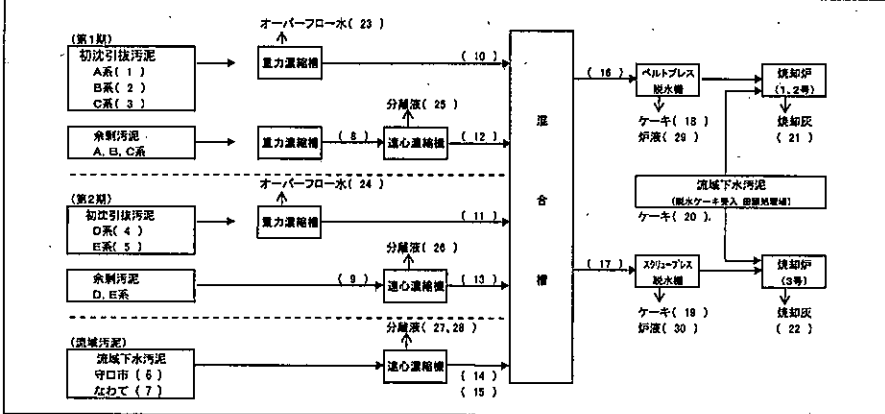 (第1期)
初沈引抜汚泥
A系( 1 )
B系( 2 )
C系( 3 )
オーバーフロー水( 23 )
重力濃縮槽
( 10 )
余剰汚泥
A, B, C系
重力濃縮槽
( 8 )
分離液( 25 )
遠心濃縮機
( 12 )
(第2期)
初沈引抜汚泥
D系( 4 )
E系( 5 )
オーバーフロー水( 24 )
重力濃縮槽
( 11 )
余剰汚泥
D, E系
( 9 )
分離液( 26 )
遠心濃縮機
( 13 )
(流域汚泥)
流域下水汚泥
守口市( 6 )
なわて( 7 )
分離液( 27, 28 )
遠心濃縮機
( 14 )
( 15 )
混
合
槽
( 16 )
ベルトプレス
脱水機
ケーキ( 18 )
炉液( 29 )
焼却炉
(1, 2号)
焼却灰
( 21 )
流域下水汚泥
ケーキ( 20 ).
( 17 )
スクリュープレス
脱水機
ケーキ( 19 )
炉液( 30 )
焼却炉
(3号)
焼却灰
( 22 )